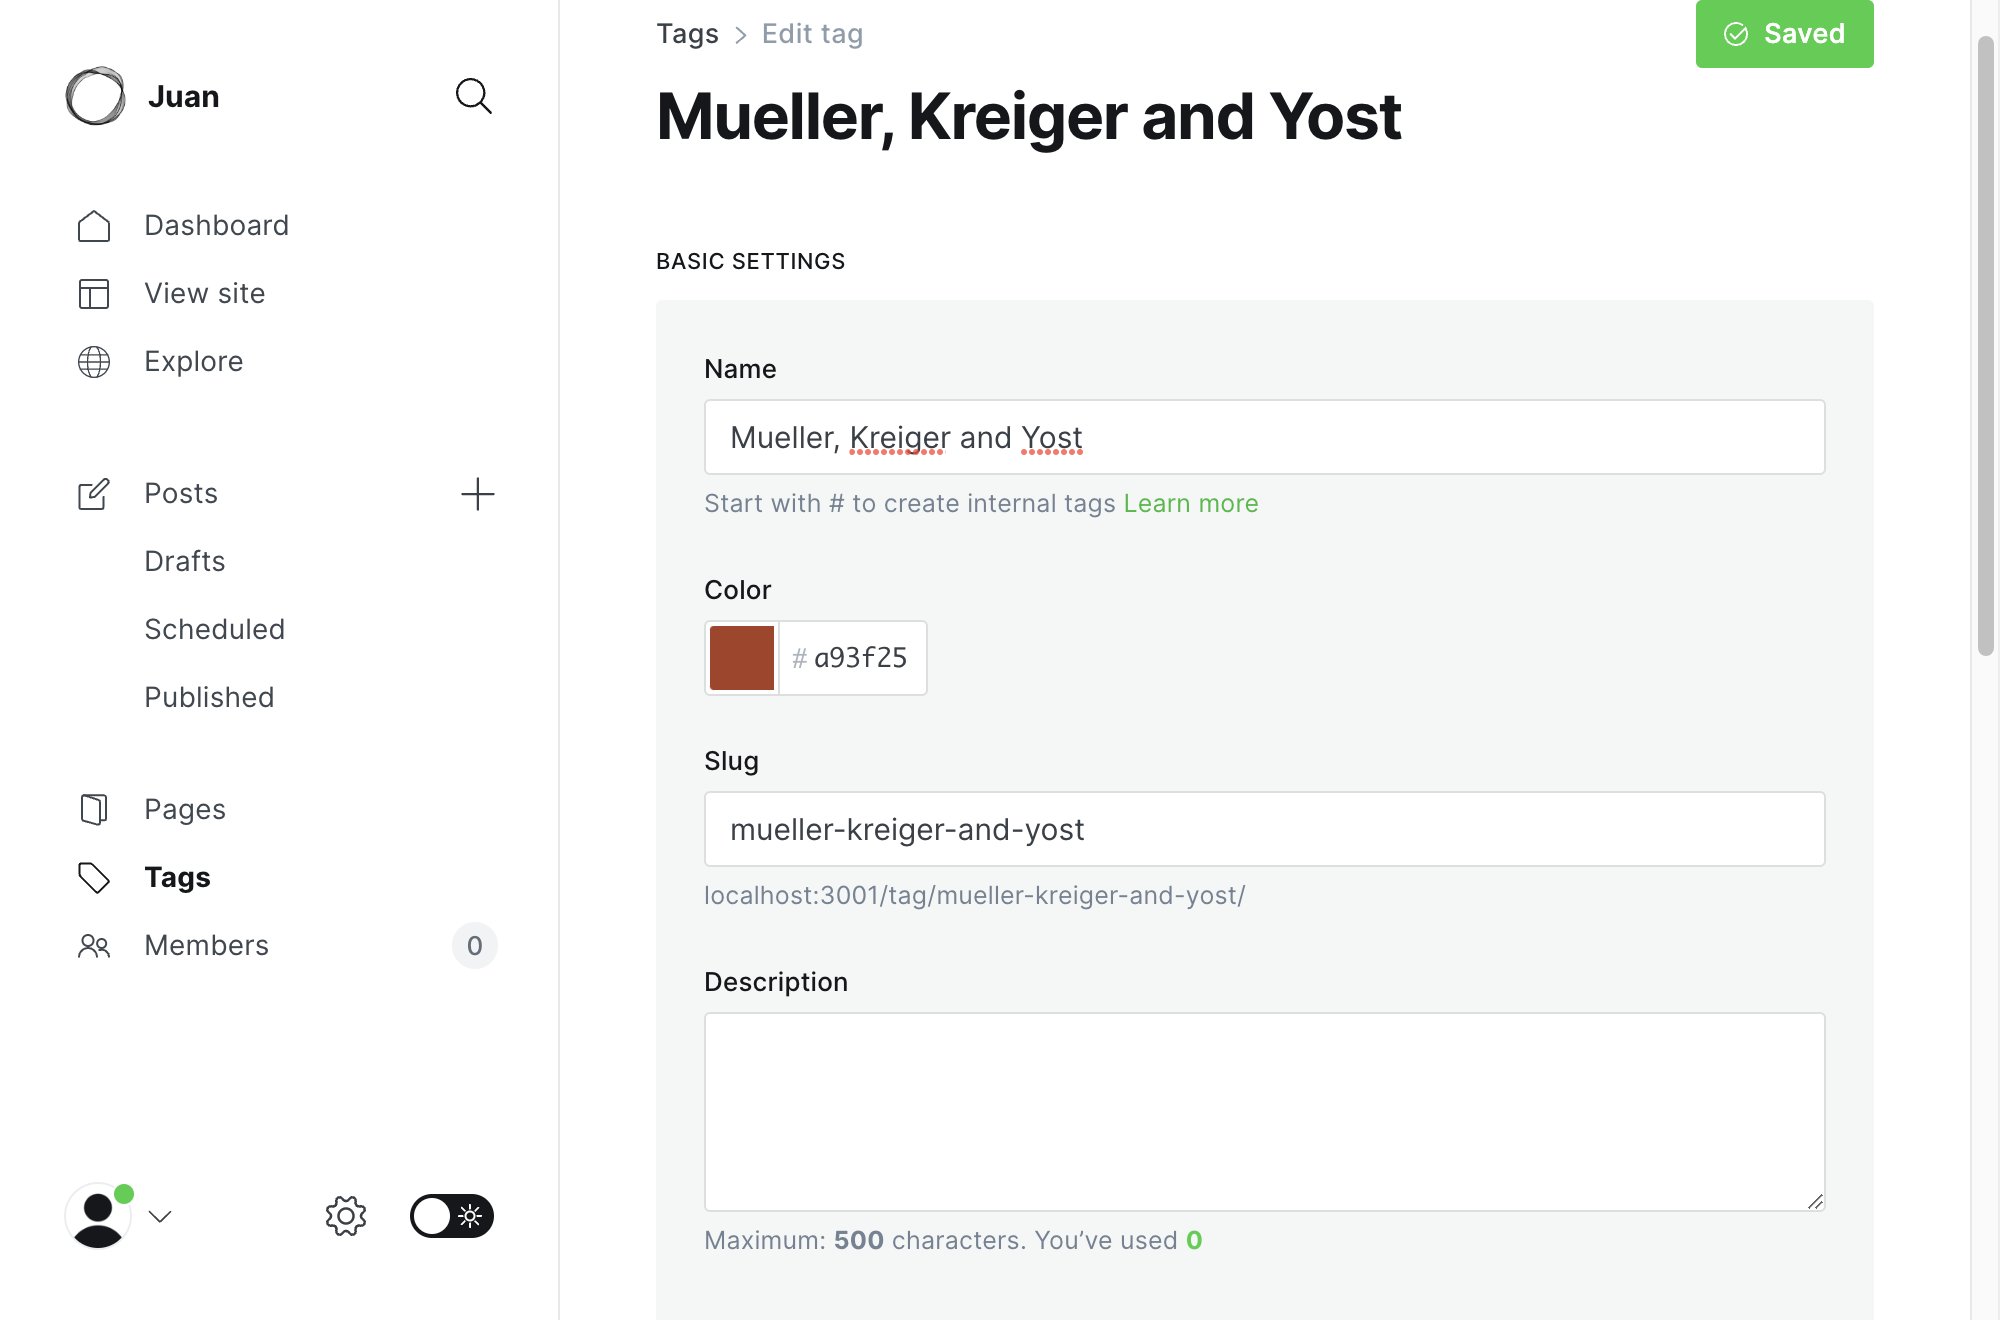 Juan
Dashboard
View site
Explore
Posts
Drafts
Scheduled
Published
Pages
Tags
Members
0
Tags > Edit tag
Saved
Mueller, Kreiger and Yost
BASIC SETTINGS
Name
Mueller, Kreiger and Yost
Start with # to create internal tags Learn more
Color
# a93f25
Slug
mueller-kreiger-and-yost
localhost:3001/tag/mueller-kreiger-and-yost/
Description
Maximum: 500 characters. You’ve used 0